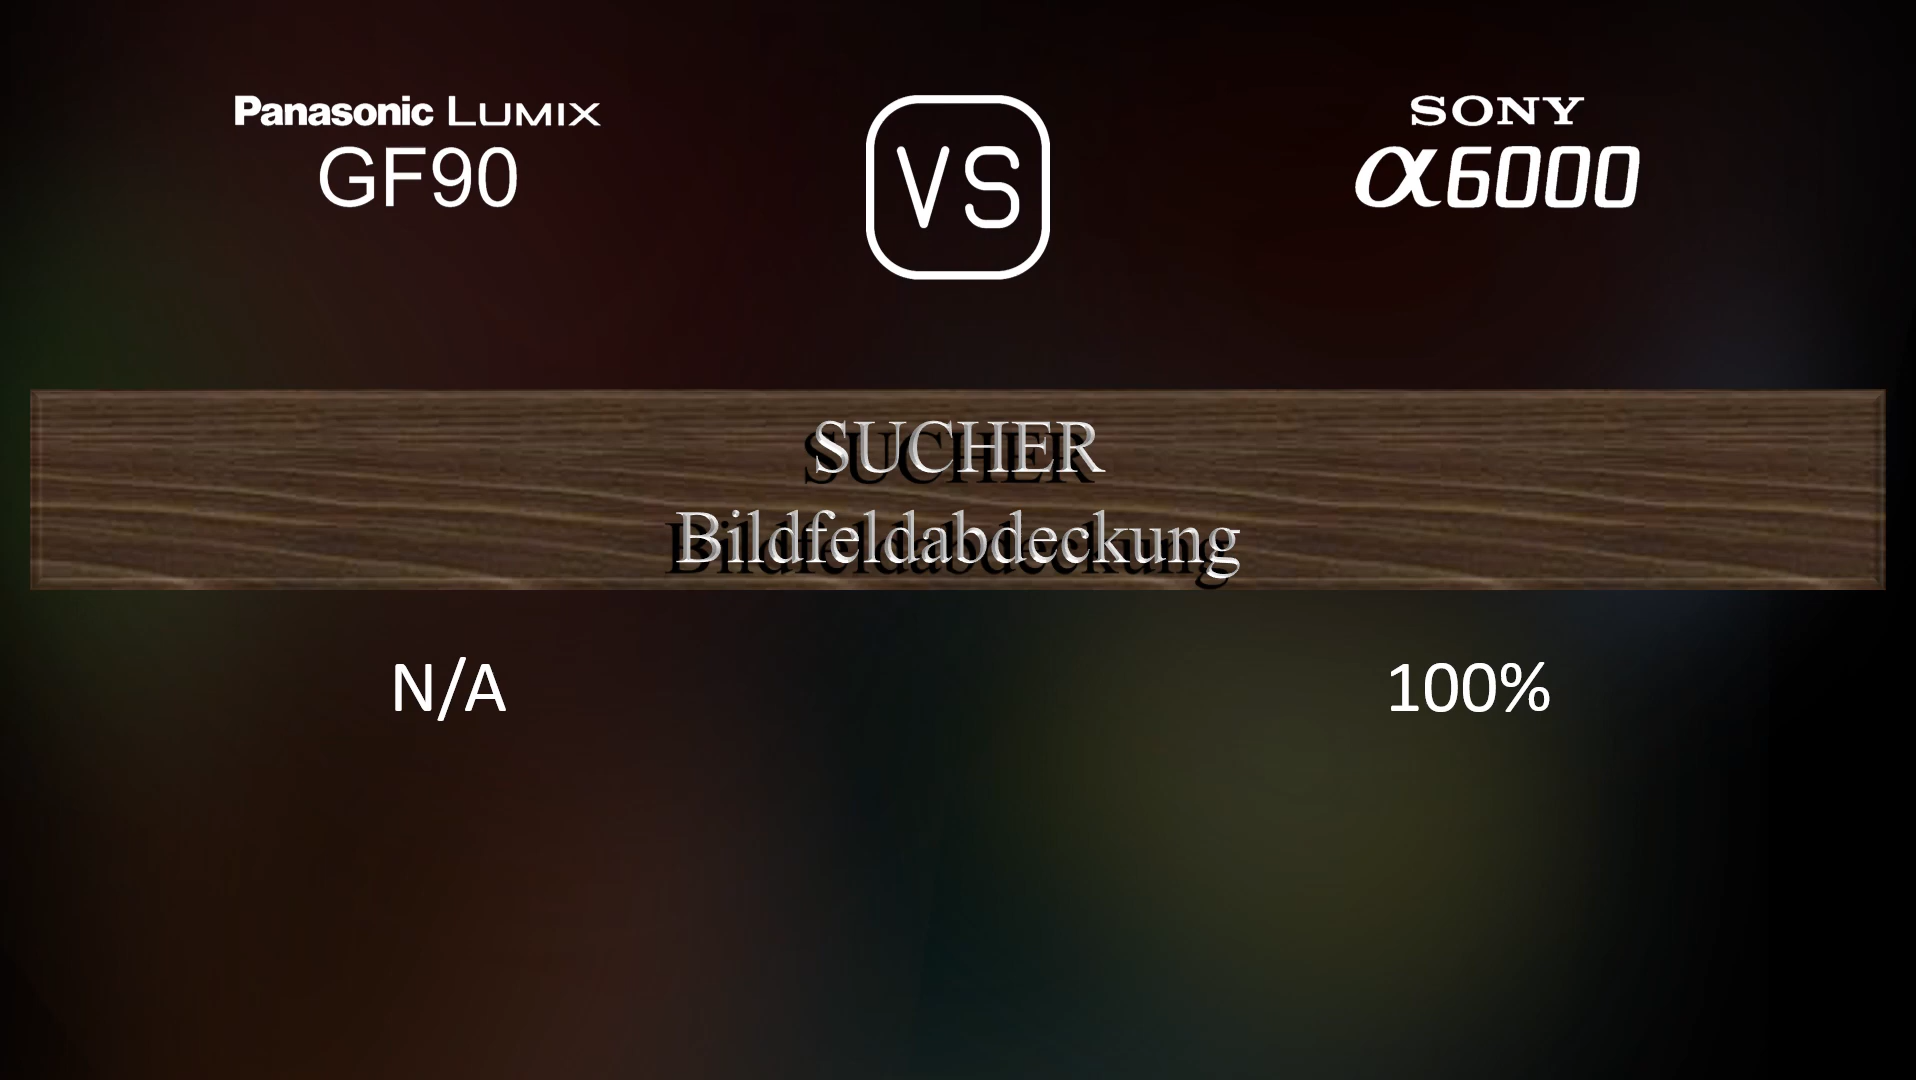 Panasonic LUMIX
GF90
VS
SONY
α6000
SUCHER
Bildfeldabdeckung
N/A
100%